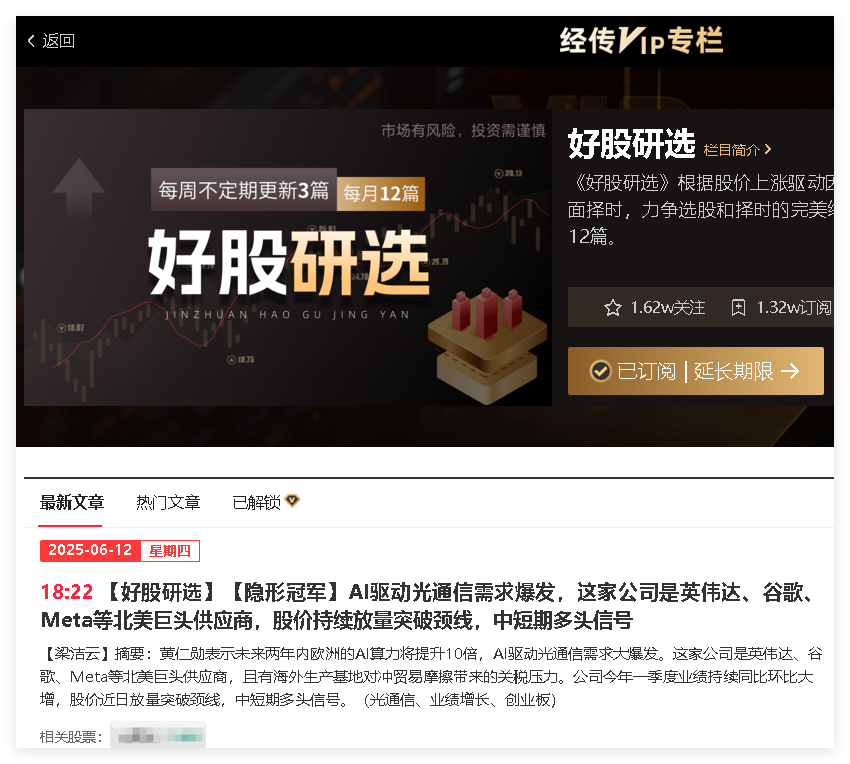 返回
经传VIP专栏
市场有风险，投资需谨慎
每周不定期更新3篇 每月12篇
好股研选
JINZHUAN HAO GU JING YAN
30.12
25.81
29.79
24.78
18.87
18.75
好股研选 栏目简介
《好股研选》根据股价上涨驱动因
面择时，力争选股和择时的完美结
12篇。
1.62w关注 1.32w订阅
已订阅 | 延长期限
最新文章 热门文章 已解锁
2025-06-12 星期四
18:22 【好股研选】【隐形冠军】AI驱动光通信需求爆发，这家公司是英伟达、谷歌、
Meta等北美巨头供应商，股价持续放量突破颈线，中短期多头信号
【梁洁云】摘要：黄仁勋表示未来两年内欧洲的AI算力将提升10倍，AI驱动光通信需求大爆发。这家公司是英伟达、谷
歌、Meta等北美巨头供应商，且有海外生产基地对冲贸易摩擦带来的关税压力。公司今年一季度业绩持续同比环比大
增，股价近日放量突破颈线，中短期多头信号。（光通信、业绩增长、创业板）
相关股票：